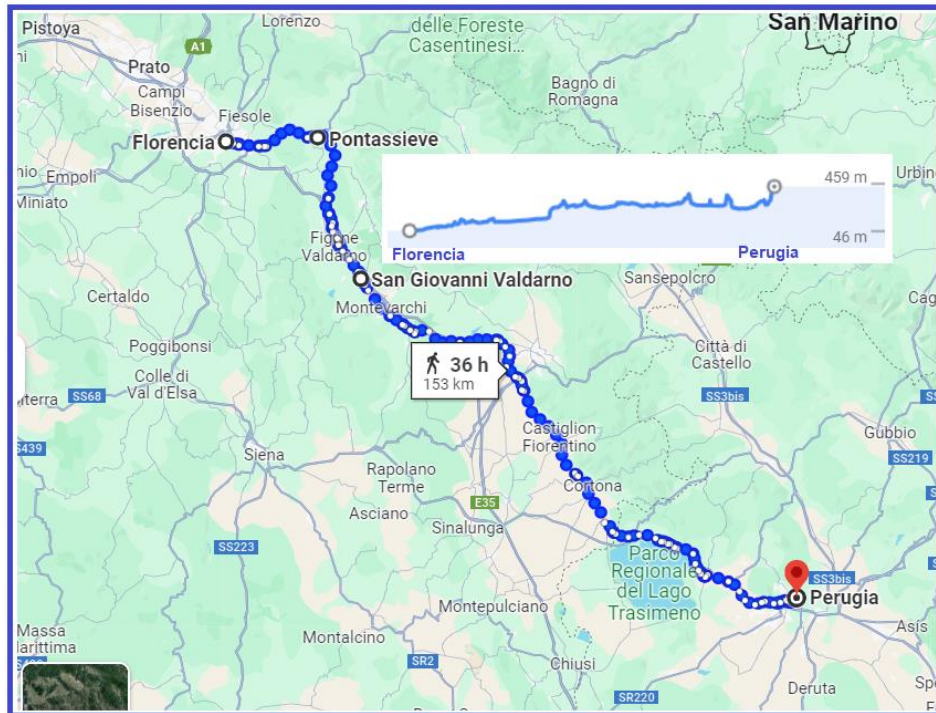 San Marino
Lorenzo
delle Foreste
Casentinesi...
Pistoya
A1
Prato
Campi
Bisenzio
Bagno di
Romagna
Fiesole
Florencia
Pontassieve
Empoli
Miniato
459 m
46 m
Florencia
Perugia
Urbino
Figline
Valdarno
San Giovanni Valdarno
Sansepolcro
Certaldo
Montevarchi
Poggibonsi
Città di
Castello
36 h
153 km
Colle di
Val d'Elsa
SS68
SS3bis
Castiglion
Fiorentino
Gubbio
SS439
Siena
SS219
Rapolano
Terme
Cortona
E35
Asciano
Sinalunga
SS223
Parco
Regionale
del Lago
Trasimeno
SS3bis
Perugia
Montepulciano
Asís
Massa
Marittima
Montalcino
SR2
Chiusi
Deruta
SR220